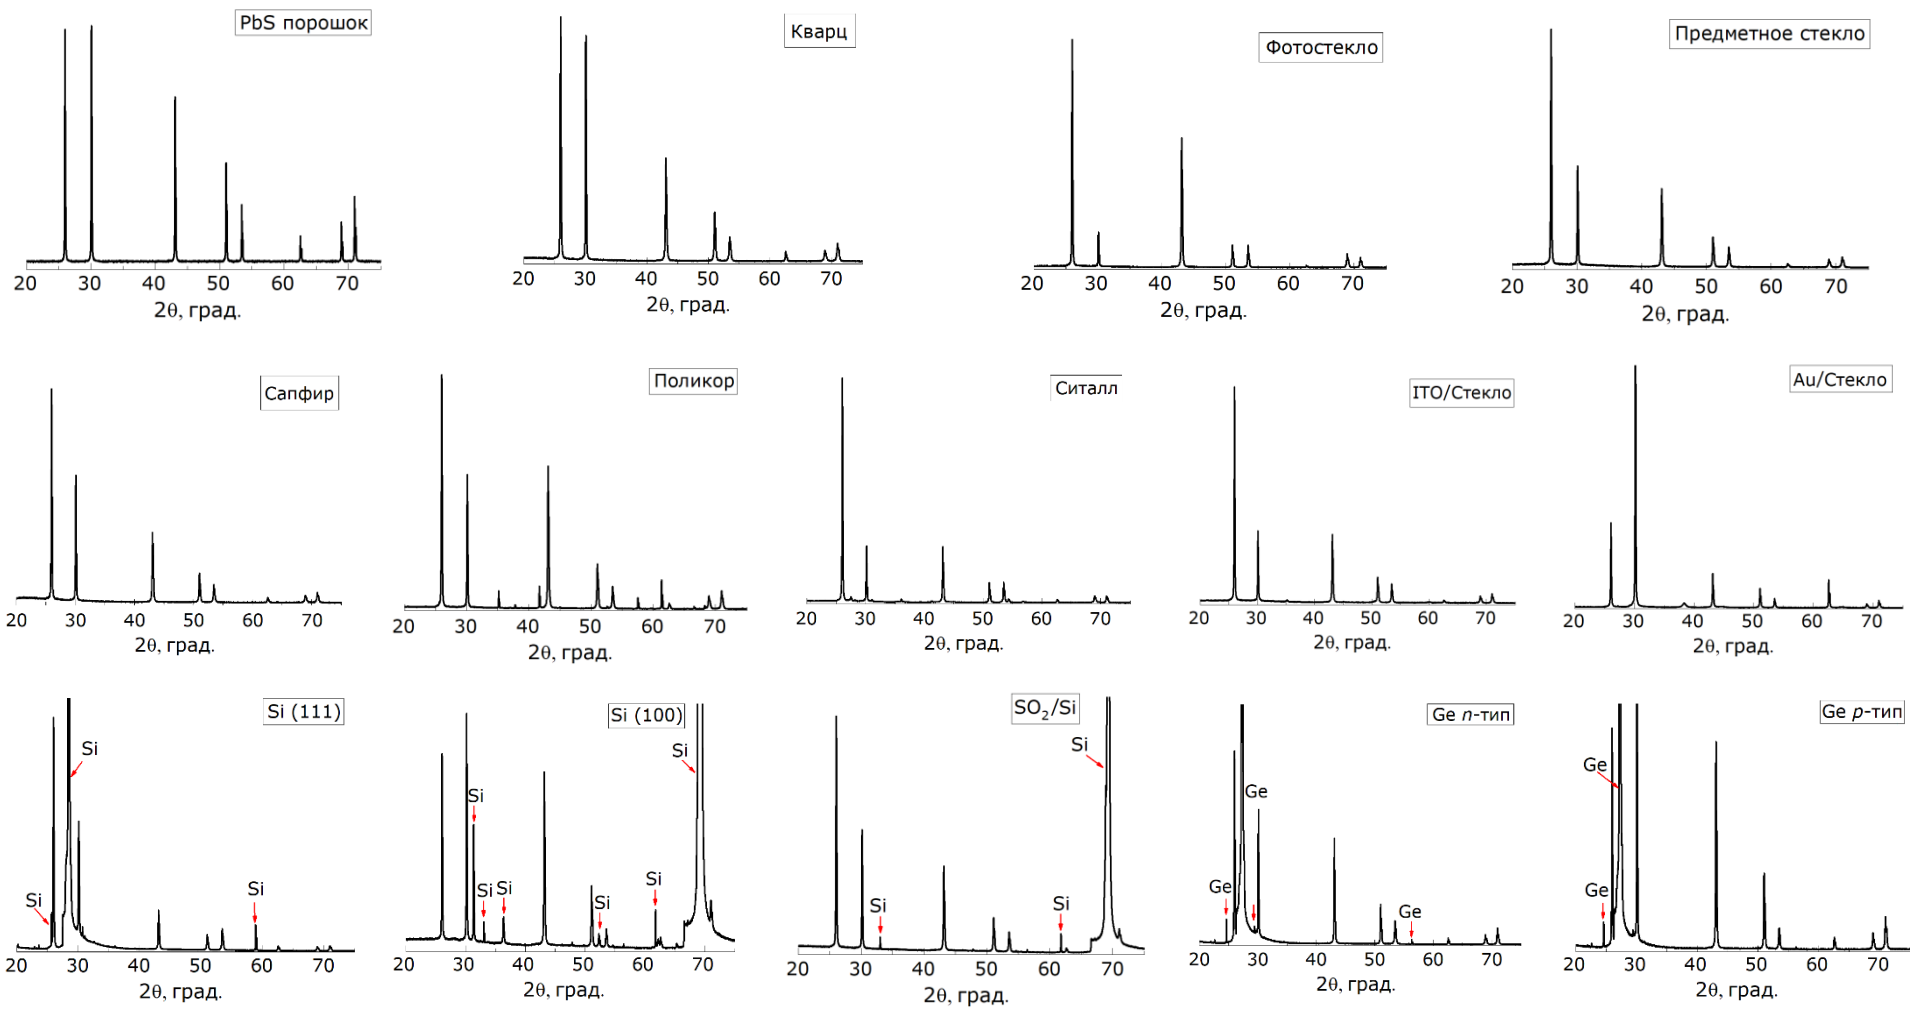 PbS порошок
20 30 40 50 60 70
2θ, град.
Кварц
20 30 40 50 60 70
2θ, град.
Фотостекло
20 30 40 50 60 70
2θ, град.
Предметное стекло
20 30 40 50 60 70
2θ, град.
Сапфир
20 30 40 50 60 70
2θ, град.
Поликор
20 30 40 50 60 70
2θ, град.
Ситалл
20 30 40 50 60 70
2θ, град.
ITO/Стекло
20 30 40 50 60 70
2θ, град.
Au/Стекло
20 30 40 50 60 70
2θ, град.
Si (111)
Si
Si
Si
20 30 40 50 60 70
2θ, град.
Si (100)
Si
Si
Si
Si
Si
Si
20 30 40 50 60 70
2θ, град.
SO₂/Si
Si
Si
Si
20 30 40 50 60 70
2θ, град.
Ge n-тип
Ge
Ge
Ge
20 30 40 50 60 70
2θ, град.
Ge p-тип
Ge
Ge
20 30 40 50 60 70
2θ, град.